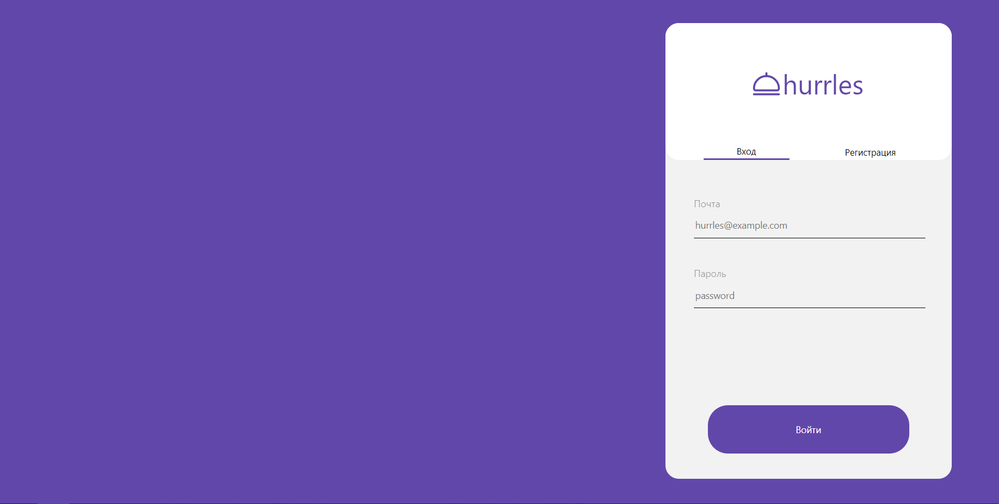 hurrles
Вход Регистрация
Почта
hurrles@example.com
Пароль
password
Войти